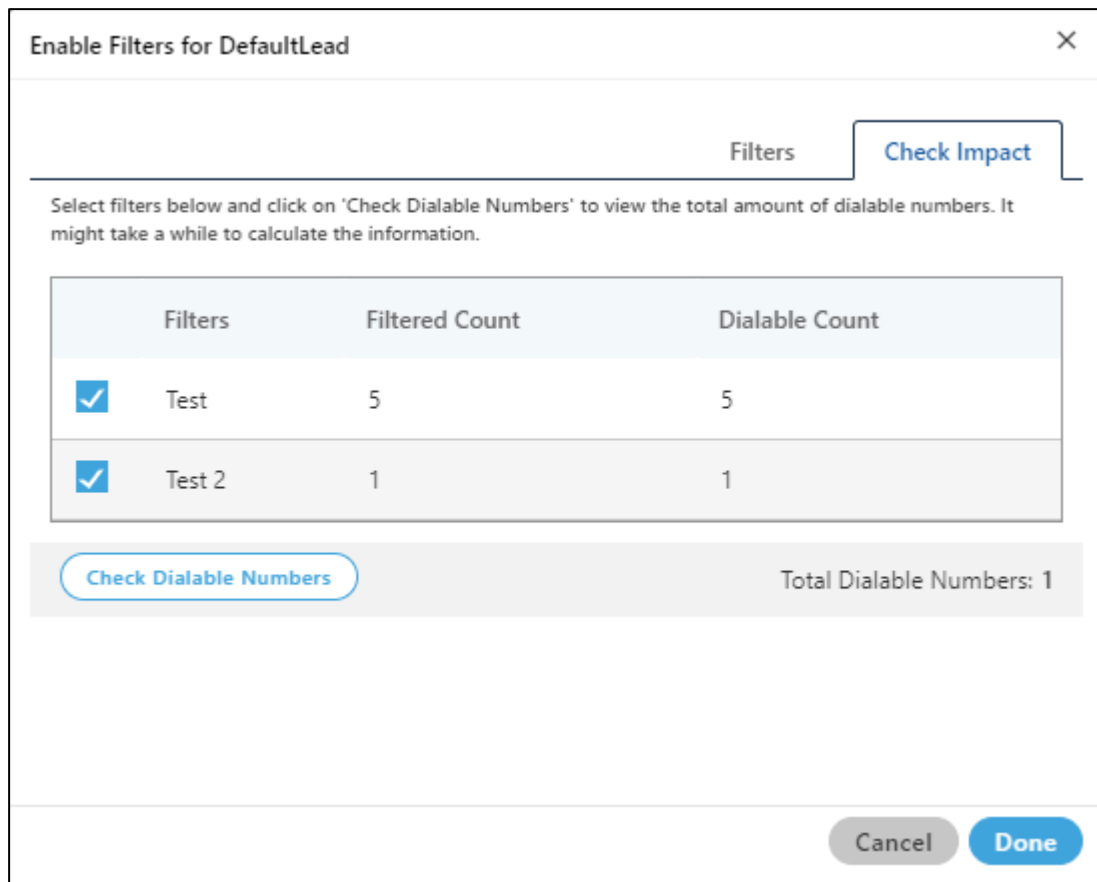 Enable Filters for DefaultLead
Filters Check Impact
Select filters below and click on 'Check Dialable Numbers' to view the total amount of dialable numbers. It
might take a while to calculate the information.
Filters Filtered Count Dialable Count
Test 5 5
Test 2 1 1
Check Dialable Numbers Total Dialable Numbers: 1
Cancel Done